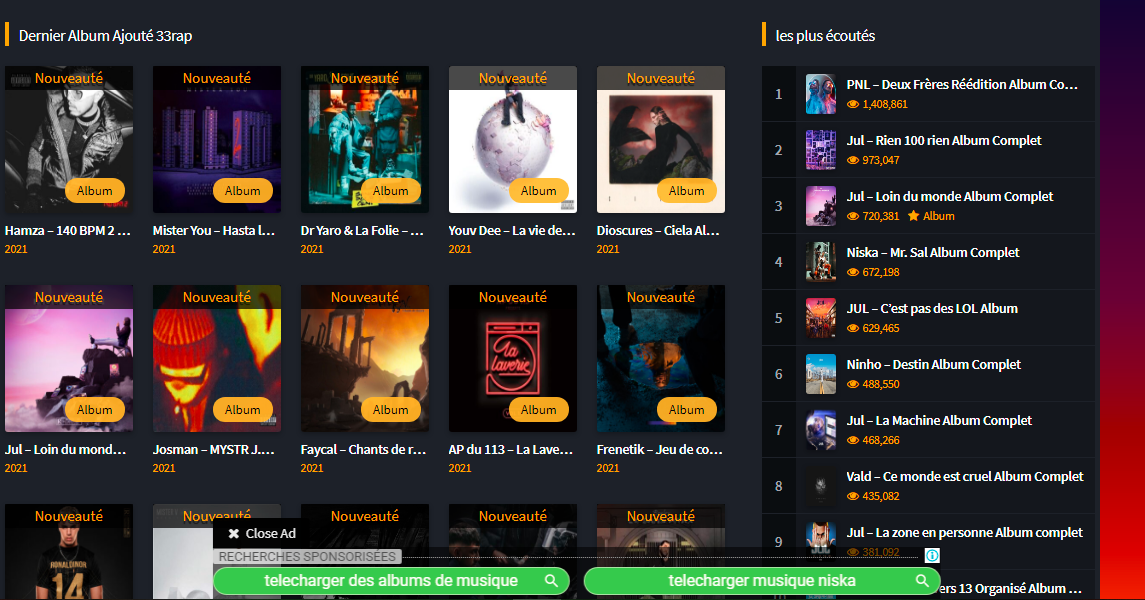 Dernier Album Ajouté 33rap
Nouveauté
Nouveauté
Nouveauté
Nouveauté
Nouveauté
Album
Album
Album
Album
Album
Hamza – 140 BPM 2 ...
Mister You – Hasta l...
Dr Yaro & La Folie – ...
Youv Dee – La vie de...
Dioscures – Ciela Al...
2021
2021
2021
2021
2021
Nouveauté
Nouveauté
Nouveauté
Nouveauté
Nouveauté
la
laverie
Album
Album
Album
Album
Album
Jul – Loin du mond...
Josman – MYSTR J....
Faycal – Chants de r...
AP du 113 – La Lave...
Frenetik – Jeu de co...
2021
2021
2021
2021
2021
Nouveauté
Nouveauté
Nouveauté
Nouveauté
Nouveauté
RONALDINOR
14
les plus écoutés
1
PNL – Deux Frères Réédition Album Co...
1,408,861
2
Jul – Rien 100 rien Album Complet
973,047
3
Jul – Loin du monde Album Complet
720,381 Album
4
Niska – Mr. Sal Album Complet
672,198
5
JUL – C'est pas des LOL Album
629,465
6
Ninho – Destin Album Complet
488,550
7
Jul – La Machine Album Complet
468,266
8
Vald – Ce monde est cruel Album Complet
435,082
9
Jul – La zone en personne Album complet
381,092
ers 13 Organisé Album ...
✖ Close Ad
RECHERCHES SPONSORISÉES
telecharger des albums de musique
telecharger musique niska